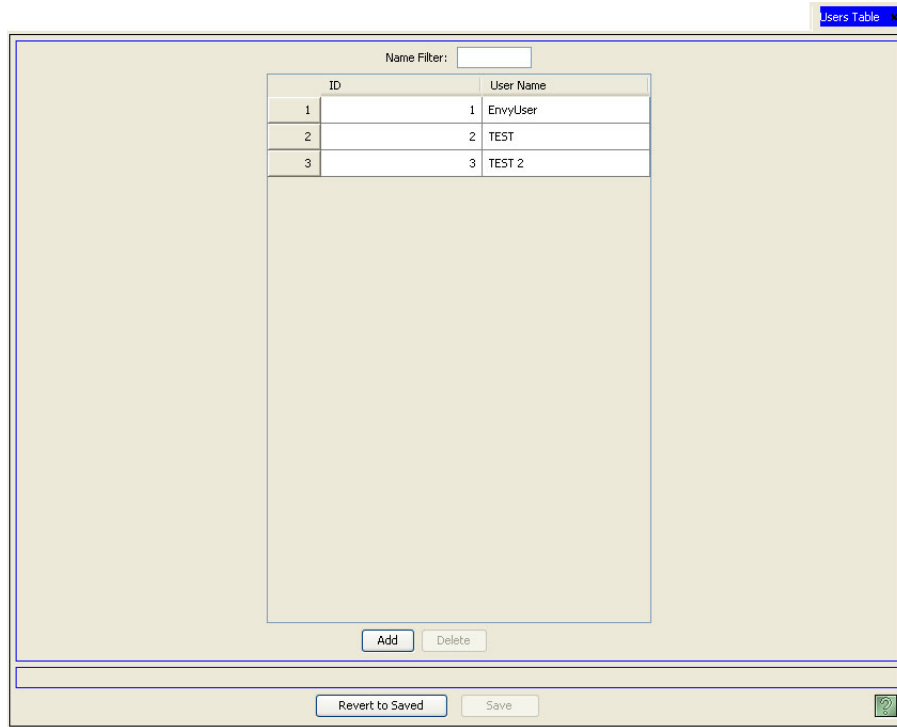 Users Table ×
Name Filter:
ID User Name
1 1 EnvyUser
2 2 TEST
3 3 TEST 2
Add Delete
Revert to Saved Save
?